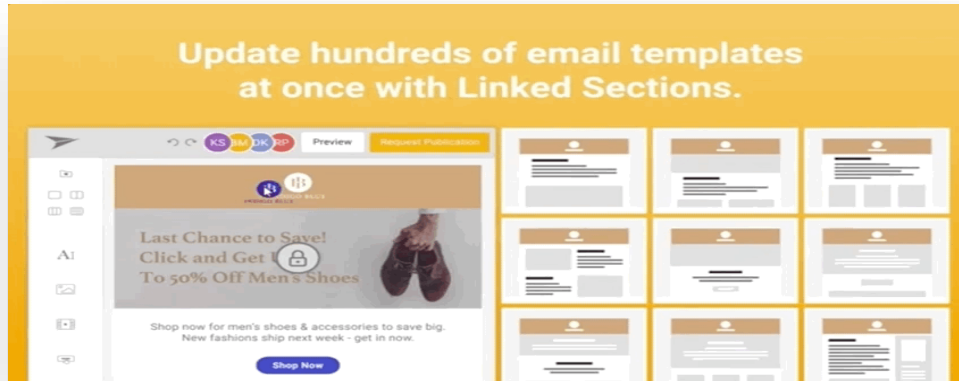 Update hundreds of email templates
at once with Linked Sections.
KS BM DK RP
Preview
Request Publication
AI
Last Chance to Save!
Click and Get
To 50% Off Men's Shoes
Shop now for men's shoes & accessories to save big.
New fashions ship next week - get in now.
Shop Now